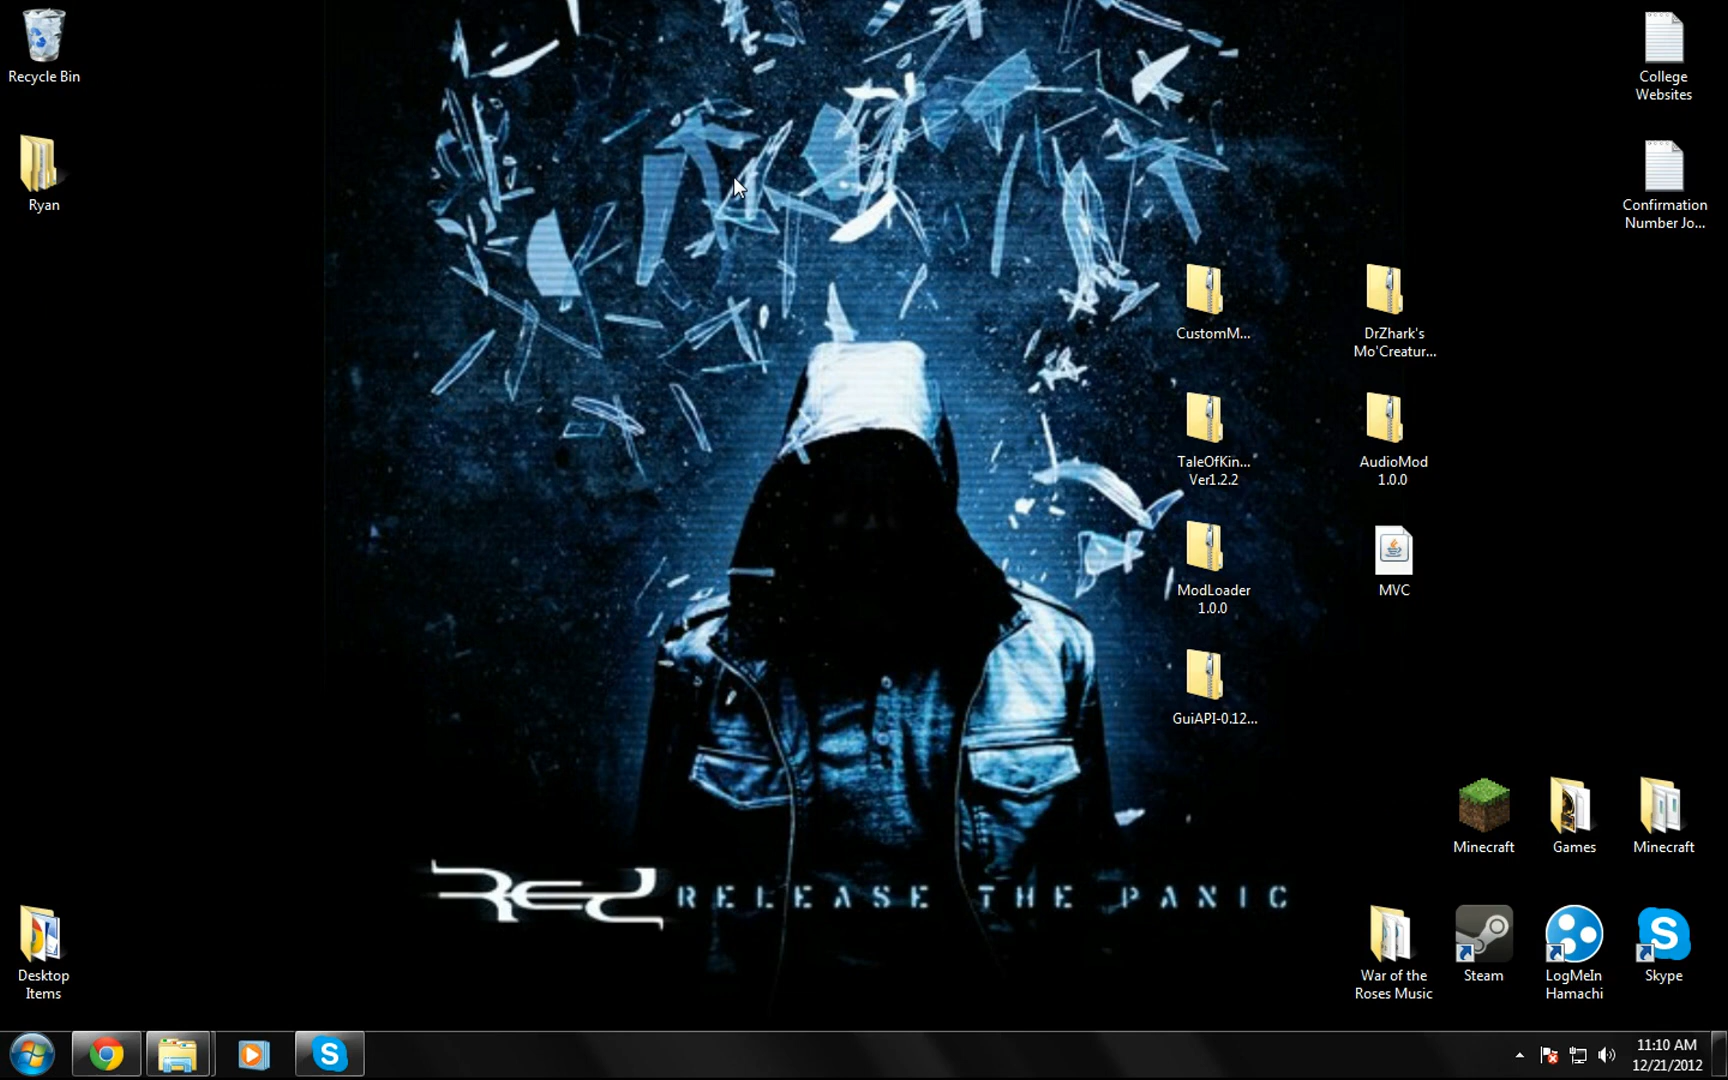 Recycle Bin
Ryan
College
Websites
Confirmation
Number Jo...
CustomM...
DrZhark's
Mo'Creatur...
TaleOfKin...
Ver1.2.2
AudioMod
1.0.0
ModLoader
1.0.0
MVC
GuiAPI-0.12...
Minecraft
Games
Minecraft
RED RELEASE THE PANIC
Desktop
Items
War of the
Roses Music
Steam
LogMeIn
Hamachi
Skype
11:10 AM
12/21/2012